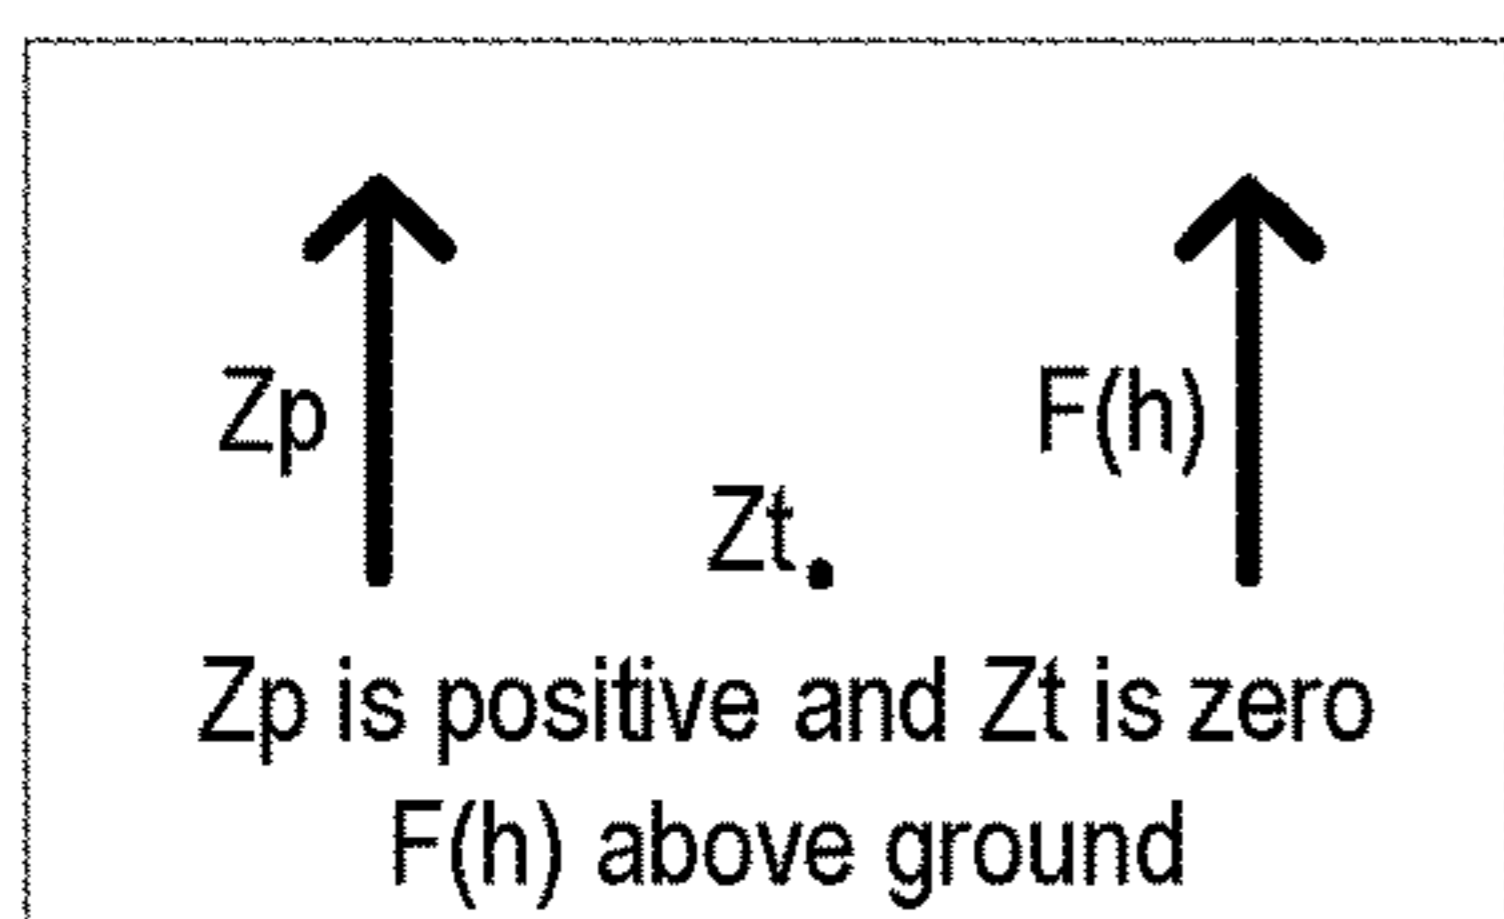 Zp
F(h)
Zt
Zp is positive and Zt is zero
F(h) above ground